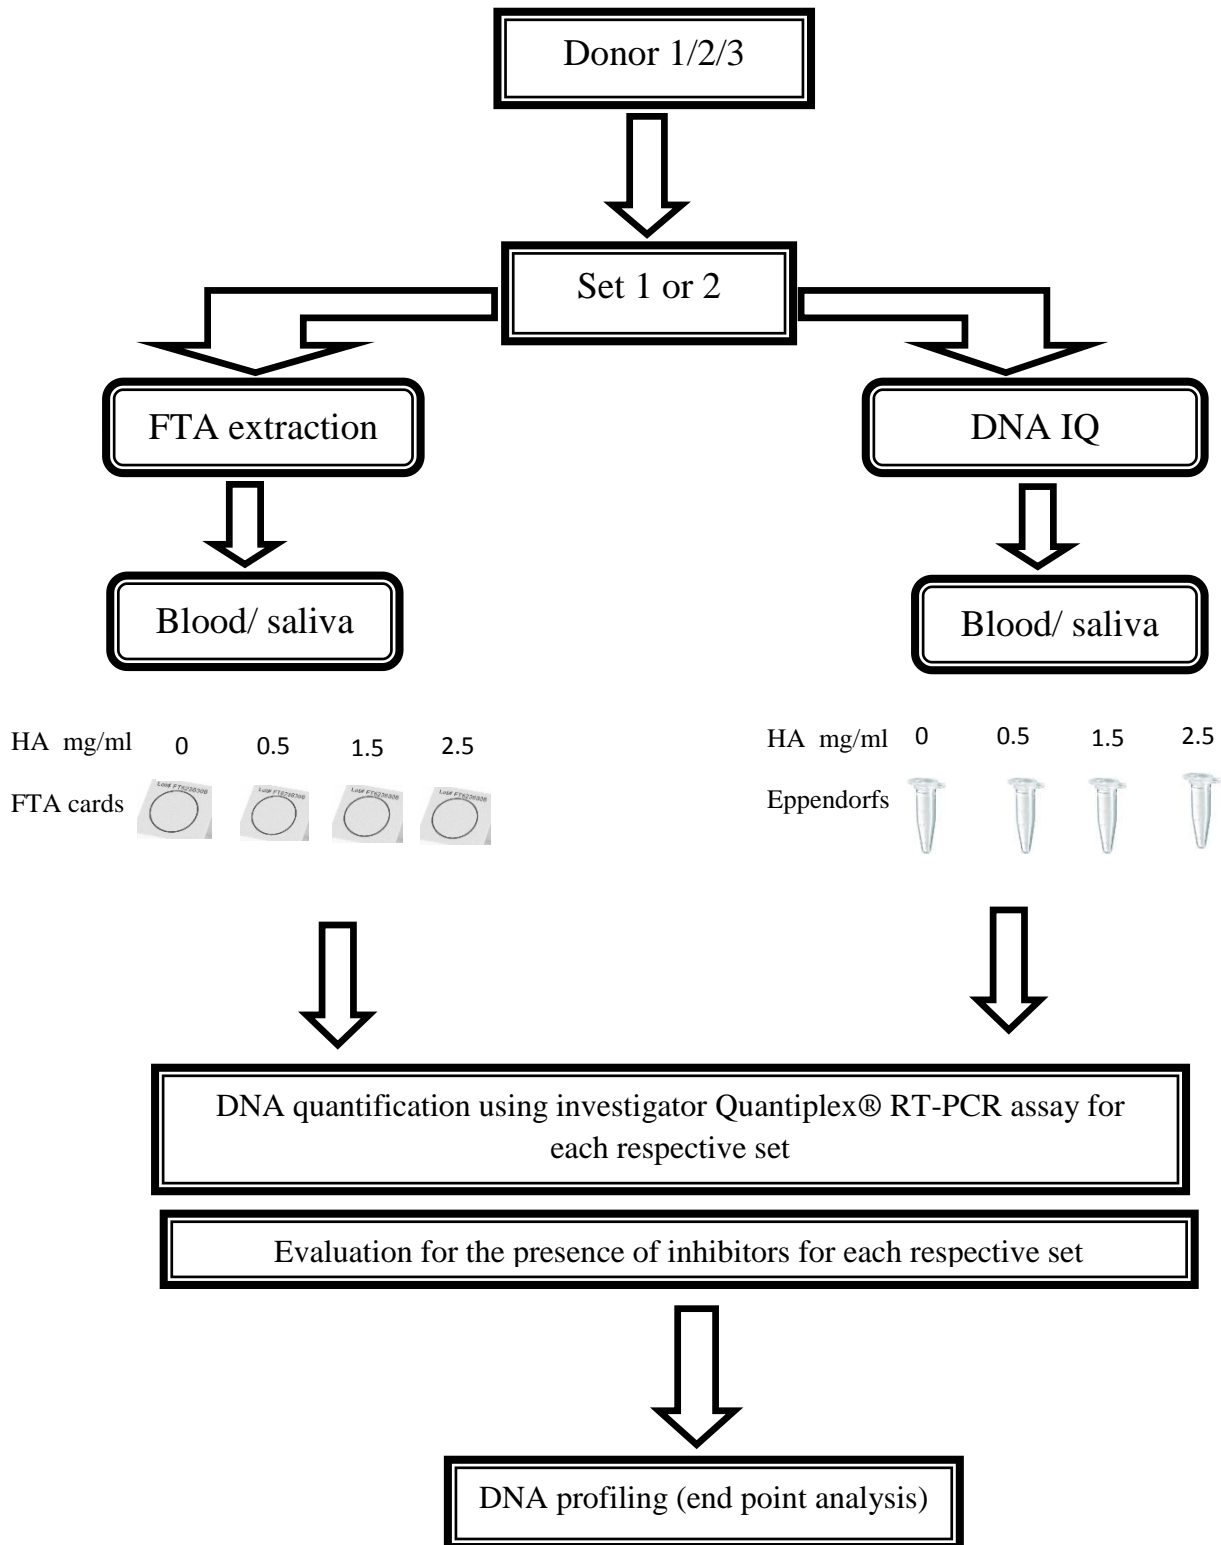 Donor 1/2/3
Set 1 or 2
FTA extraction
DNA IQ
Blood/ saliva
Blood/ saliva
HA mg/ml 0 0.5 1.5 2.5
FTA cards
HA mg/ml 0 0.5 1.5 2.5
Eppendorfs
DNA quantification using investigator Quantiplex® RT-PCR assay for
each respective set
Evaluation for the presence of inhibitors for each respective set
DNA profiling (end point analysis)